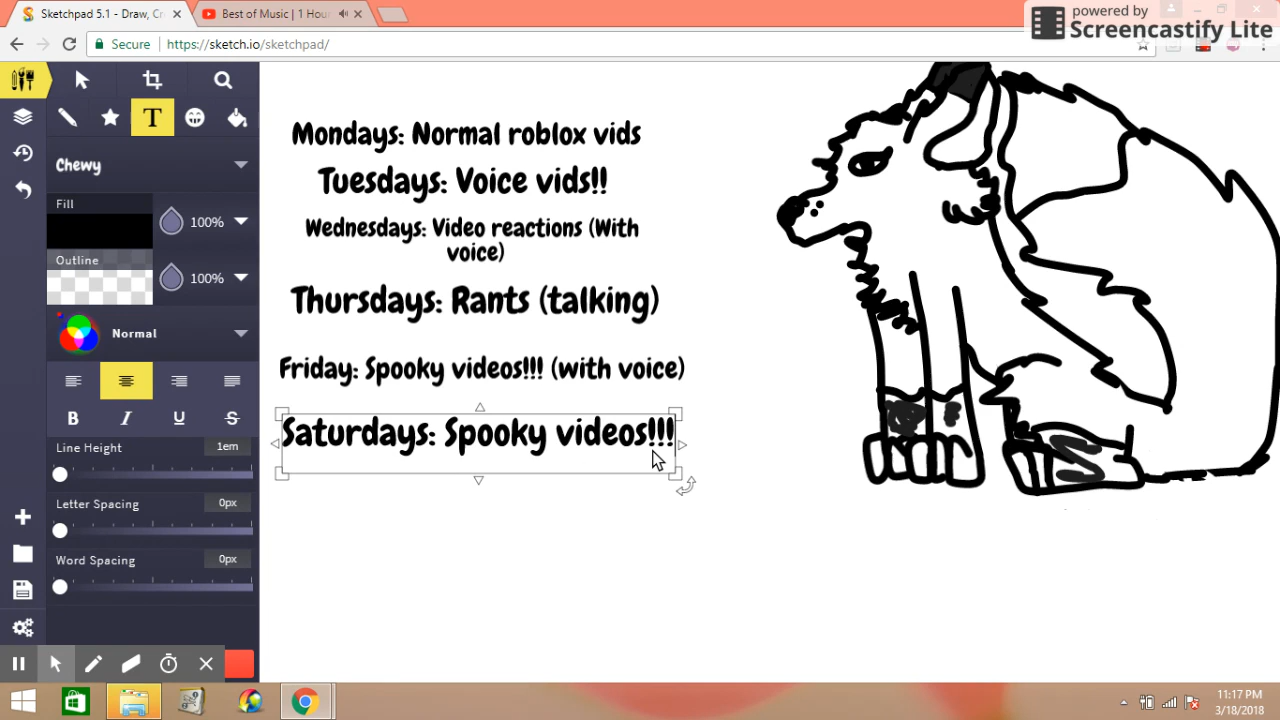 Sketchpad 5.1 - Draw, Cr
Best of Music | 1 Hour
powered by
Screencastify Lite
Secure
https://sketch.io/sketchpad/
T
Chewy
Fill
100%
Outline
100%
Normal
B I U S
Line Height 1em
Letter Spacing 0px
Word Spacing 0px
Mondays: Normal roblox vids
Tuesdays: Voice vids!!
Wednesdays: Video reactions (With
voice)
Thursdays: Rants (talking)
Friday: Spooky videos!!! (with voice)
Saturdays: Spooky videos!!!
11:17 PM
3/18/2018